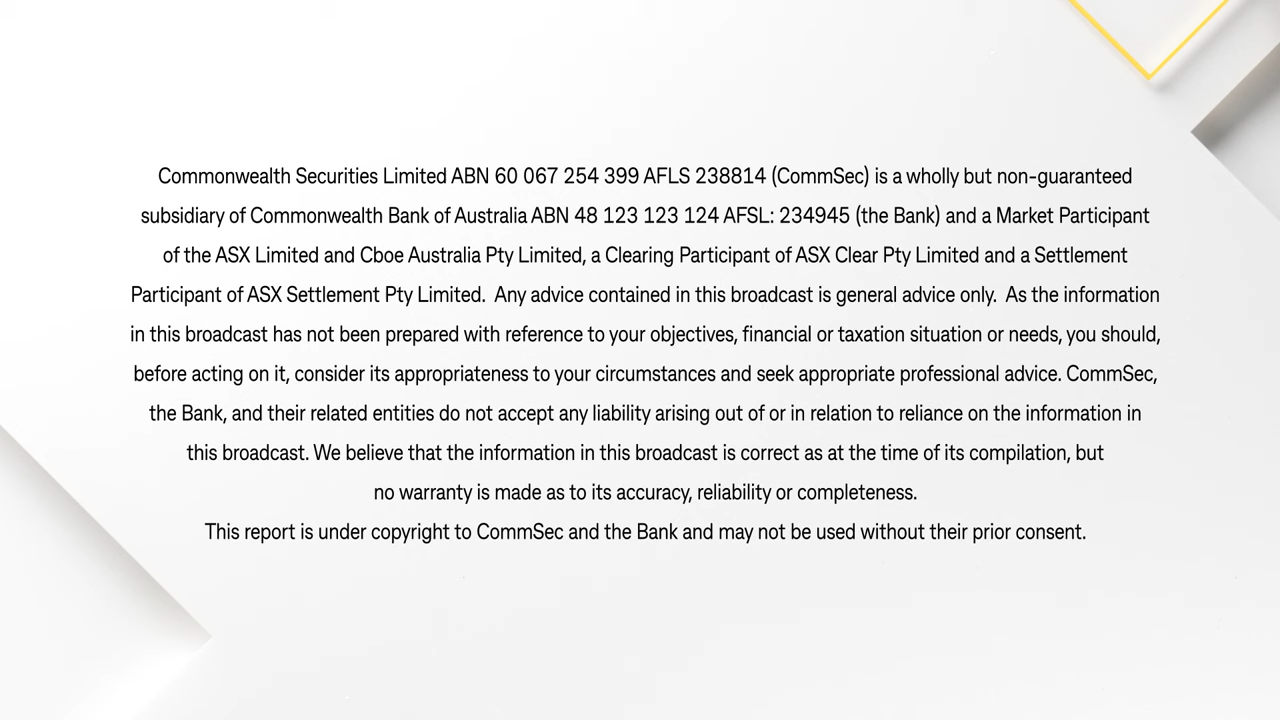 Commonwealth Securities Limited ABN 60 067 254 399 AFLS 238814 (CommSec) is a wholly but non-guaranteed
subsidiary of Commonwealth Bank of Australia ABN 48 123 123 124 AFSL: 234945 (the Bank) and a Market Participant
of the ASX Limited and Cboe Australia Pty Limited, a Clearing Participant of ASX Clear Pty Limited and a Settlement
Participant of ASX Settlement Pty Limited.  Any advice contained in this broadcast is general advice only.  As the information
in this broadcast has not been prepared with reference to your objectives, financial or taxation situation or needs, you should,
before acting on it, consider its appropriateness to your circumstances and seek appropriate professional advice. CommSec,
the Bank, and their related entities do not accept any liability arising out of or in relation to reliance on the information in
this broadcast. We believe that the information in this broadcast is correct as at the time of its compilation, but
no warranty is made as to its accuracy, reliability or completeness.
This report is under copyright to CommSec and the Bank and may not be used without their prior consent.